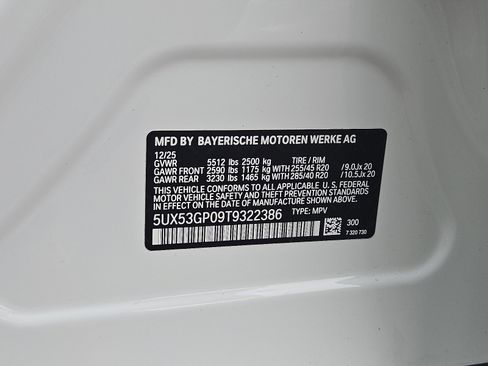 MFD BY BAYERISCHE MOTOREN WERKE AG
12/25
GVWR 5512 lbs 2500 kg TIRE / RIM
GAWR FRONT 2590 lbs 1175 kg WITH 255/45 R20 / 9.0Jx 20
GAWR REAR 3230 lbs 1465 kg WITH 285/40 R20 / 10.5Jx 20
THIS VEHICLE CONFORMS TO ALL APPLICABLE U. S. FEDERAL
MOTOR VEHICLE SAFETY STANDARDS IN EFFECT ON THE
DATE OF MANUFACTURE SHOWN ABOVE.
5UX53GP09T9322386 TYPE: MPV
300
7 320 730